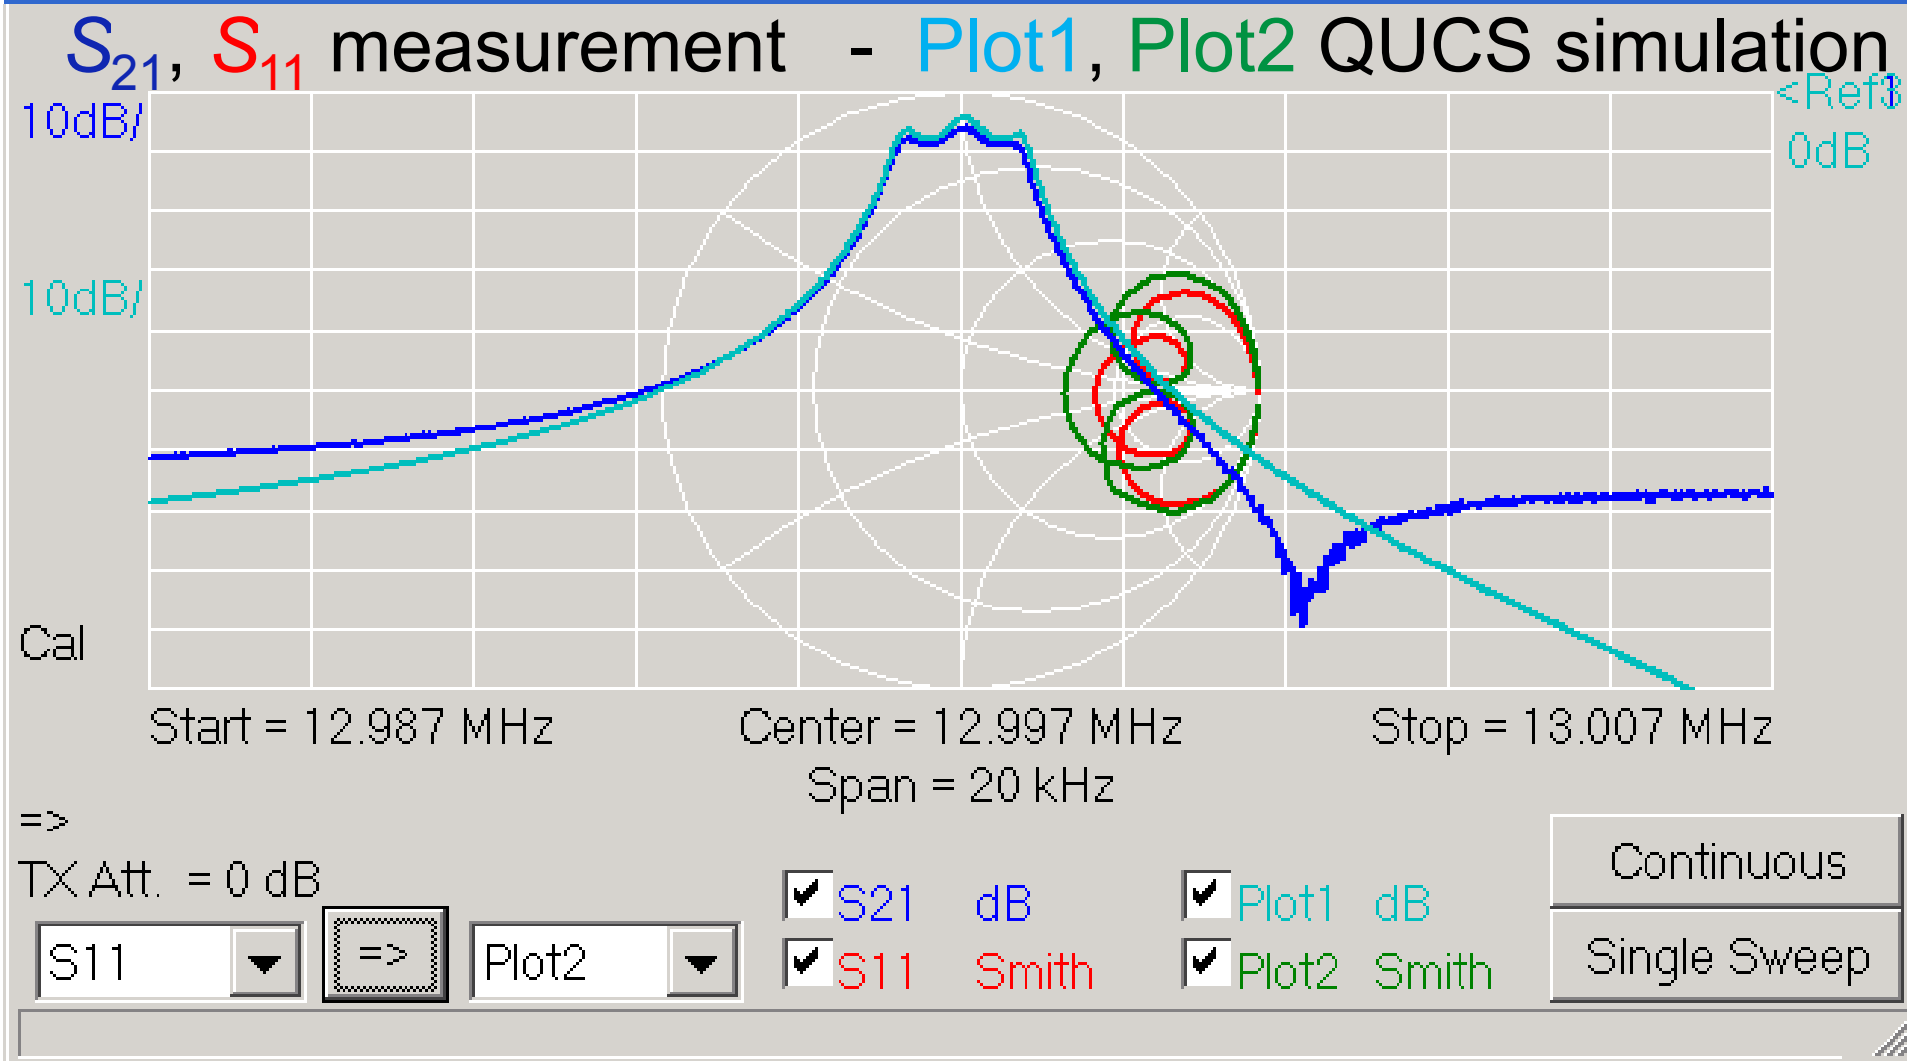 S21, S11 measurement - Plot1, Plot2 QUCS simulation
10dB/
<Ref
0dB
10dB/
Cal
Start = 12.987 MHz Center = 12.997 MHz Stop = 13.007 MHz
Span = 20 kHz
=>
TX Att. = 0 dB
Continuous
S21 dB Plot1 dB
S11 => Plot2
S11 Smith Plot2 Smith
Single Sweep